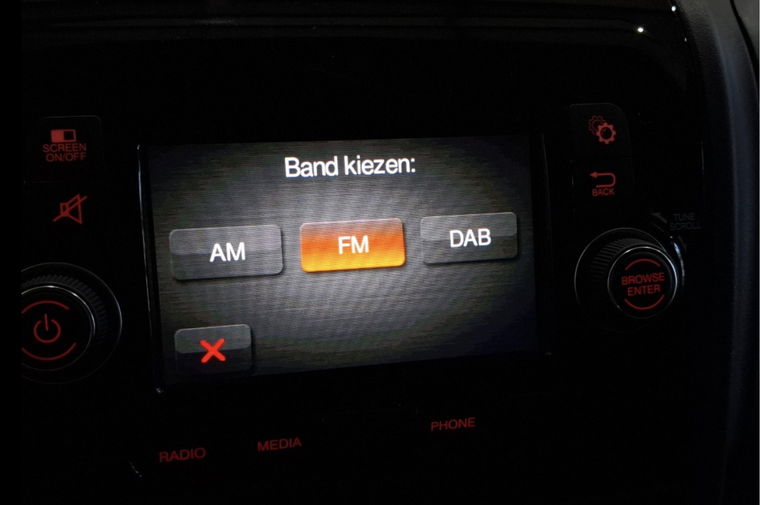 SCREEN
ON/OFF
Band kiezen:
BACK
TUNE
SCROLL
AM
FM
DAB
BROWSE
ENTER
RADIO
MEDIA
PHONE